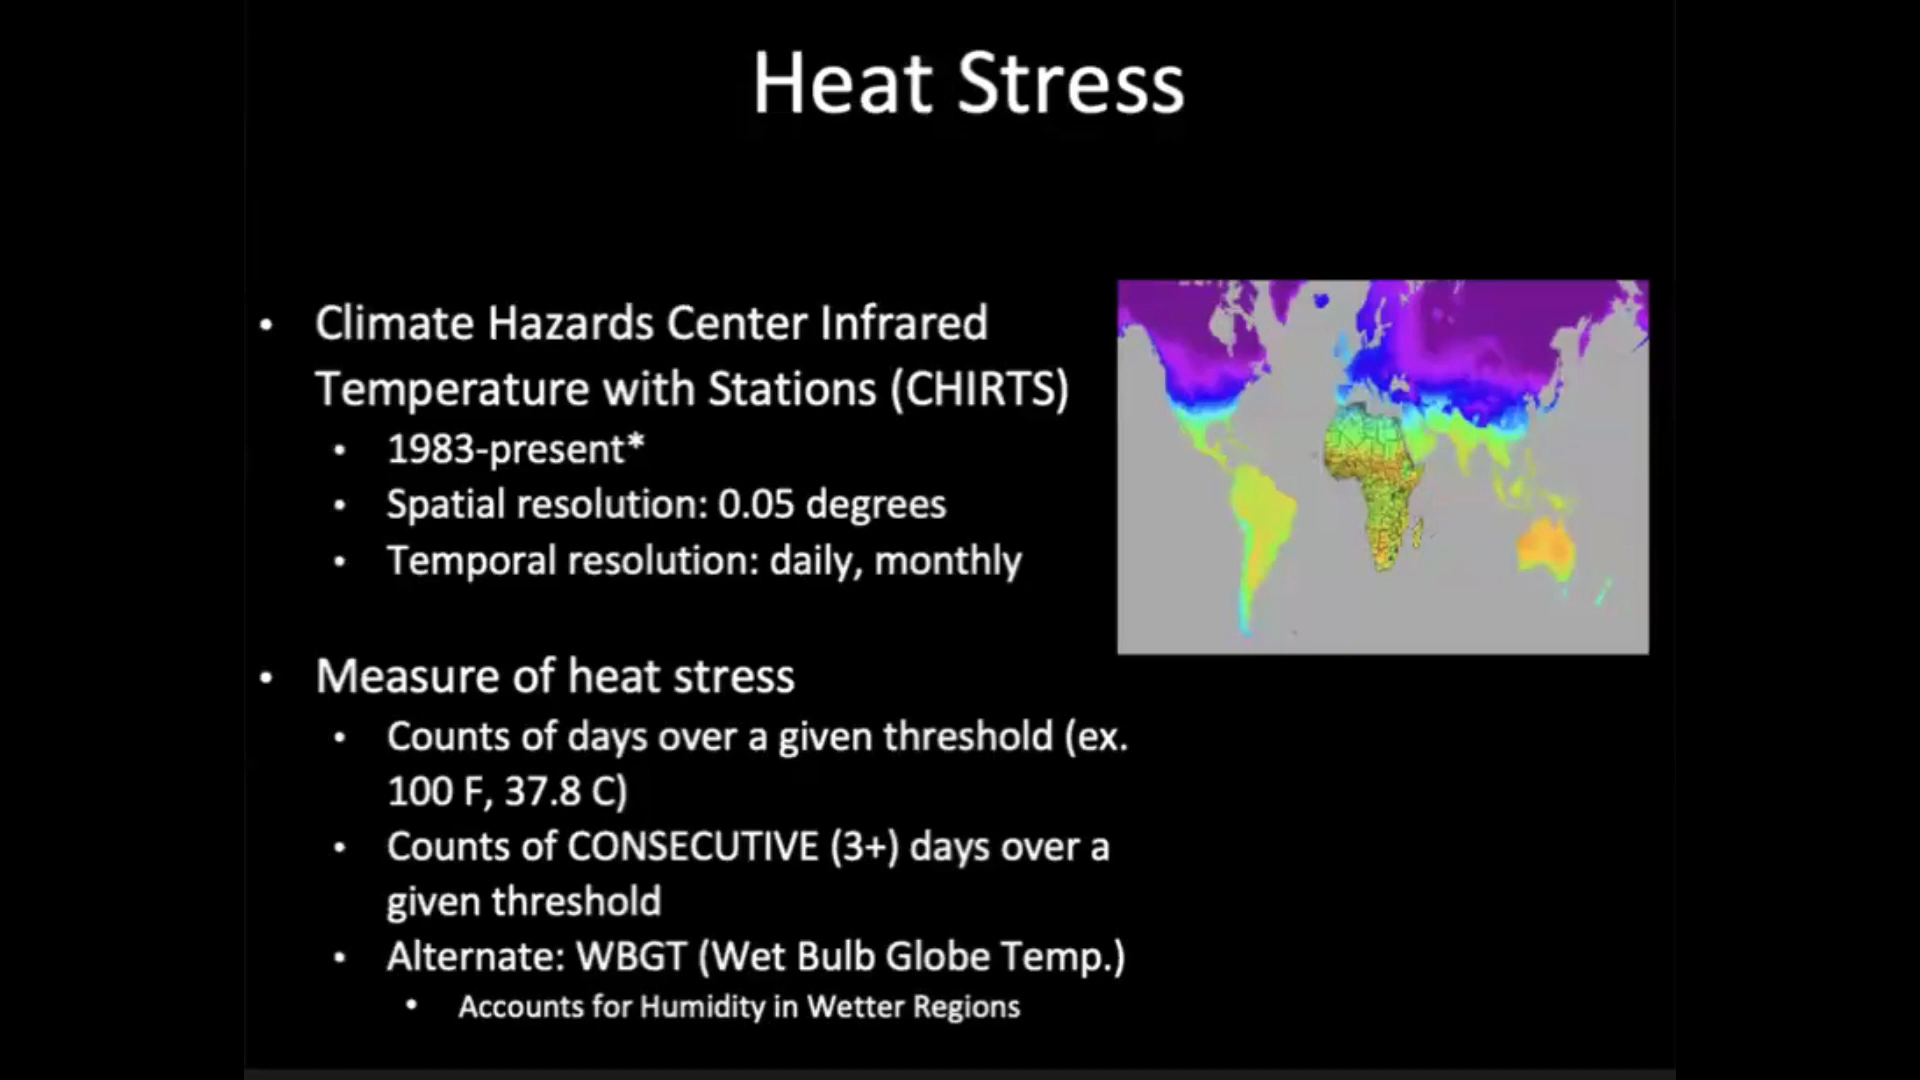 Heat Stress
• Climate Hazards Center Infrared
Temperature with Stations (CHIRTS)
• 1983-present*
• Spatial resolution: 0.05 degrees
• Temporal resolution: daily, monthly
• Measure of heat stress
• Counts of days over a given threshold (ex.
100 F, 37.8 C)
• Counts of CONSECUTIVE (3+) days over a
given threshold
• Alternate: WBGT (Wet Bulb Globe Temp.)
• Accounts for Humidity in Wetter Regions